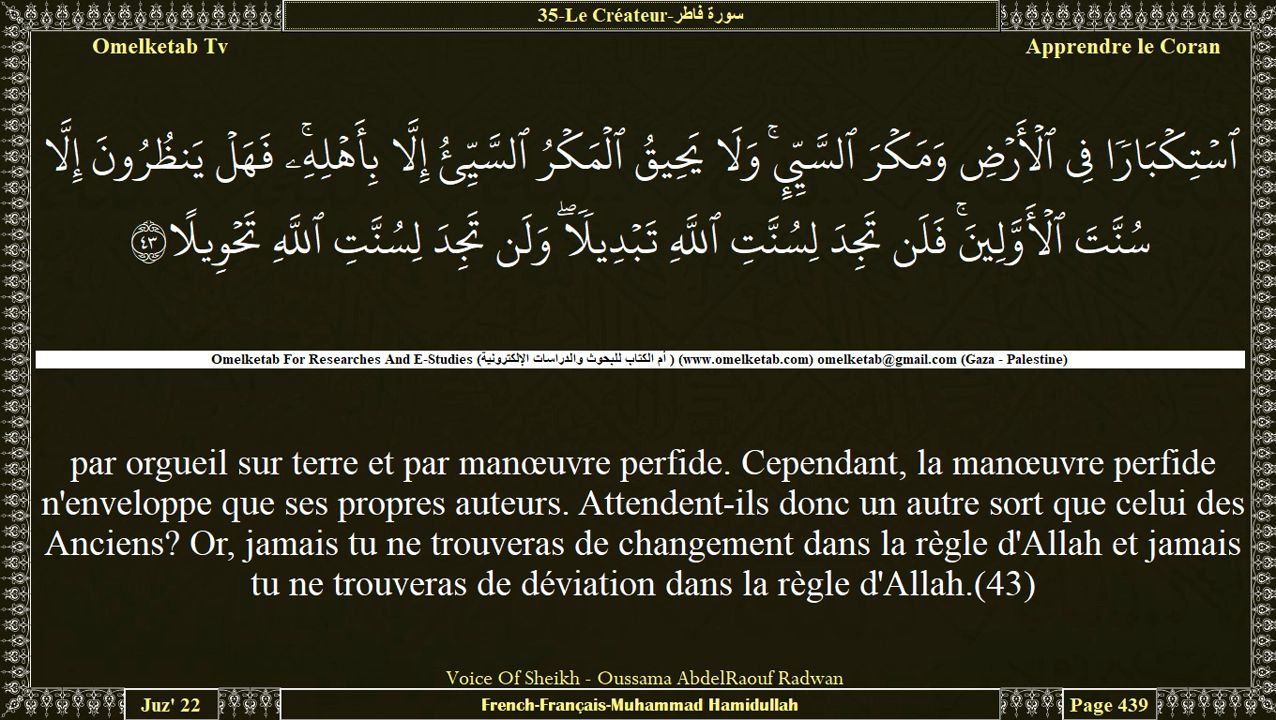 35-Le Créateur-سورة فاطر
Omelketab Tv
Apprendre le Coran
ٱسۡتِكۡبَارٗا فِي ٱلۡأَرۡضِ وَمَكۡرَ ٱلسَّيِّيِٕۚ وَلَا يَحِيقُ ٱلۡمَكۡرُ ٱلسَّيِّئُ إِلَّا بِأَهۡلِهِۦۚ فَهَلۡ يَنظُرُونَ إِلَّا
سُنَّتَ ٱلۡأَوَّلِينَۚ فَلَن تَجِدَ لِسُنَّتِ ٱللَّهِ تَبۡدِيلٗاۖ وَلَن تَجِدَ لِسُنَّتِ ٱللَّهِ تَحۡوِيلًا ٤٣
Omelketab For Researches And E-Studies (أم الكتاب للبحوث والدراسات الإلكترونية ) (www.omelketab.com) omelketab@gmail.com (Gaza - Palestine)
par orgueil sur terre et par manœuvre perfide. Cependant, la manœuvre perfide
n'enveloppe que ses propres auteurs. Attendent-ils donc un autre sort que celui des
Anciens? Or, jamais tu ne trouveras de changement dans la règle d'Allah et jamais
tu ne trouveras de déviation dans la règle d'Allah.(43)
Voice Of Sheikh - Oussama AbdelRaouf Radwan
Juz' 22
French-Français-Muhammad Hamidullah
Page 439